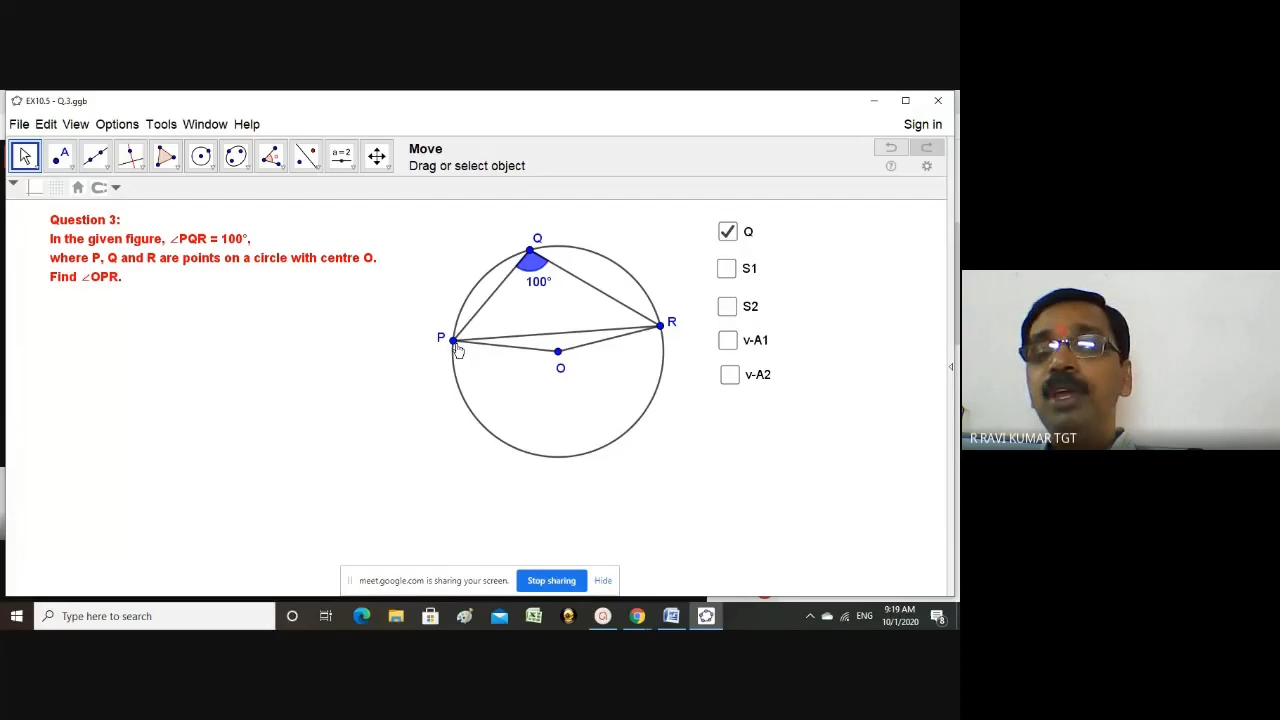 EX10.5 - Q.3.ggb
File Edit View Options Tools Window Help
Sign in
A
a=2
Move
Drag or select object
Question 3:
In the given figure, ∠PQR = 100°,
where P, Q and R are points on a circle with centre O.
Find ∠OPR.
Q
100°
P
R
O
Q
S1
S2
v-A1
v-A2
R RAVI KUMAR TGT
meet.google.com is sharing your screen.
Stop sharing
Hide
Type here to search
ENG
9:19 AM
10/1/2020
8